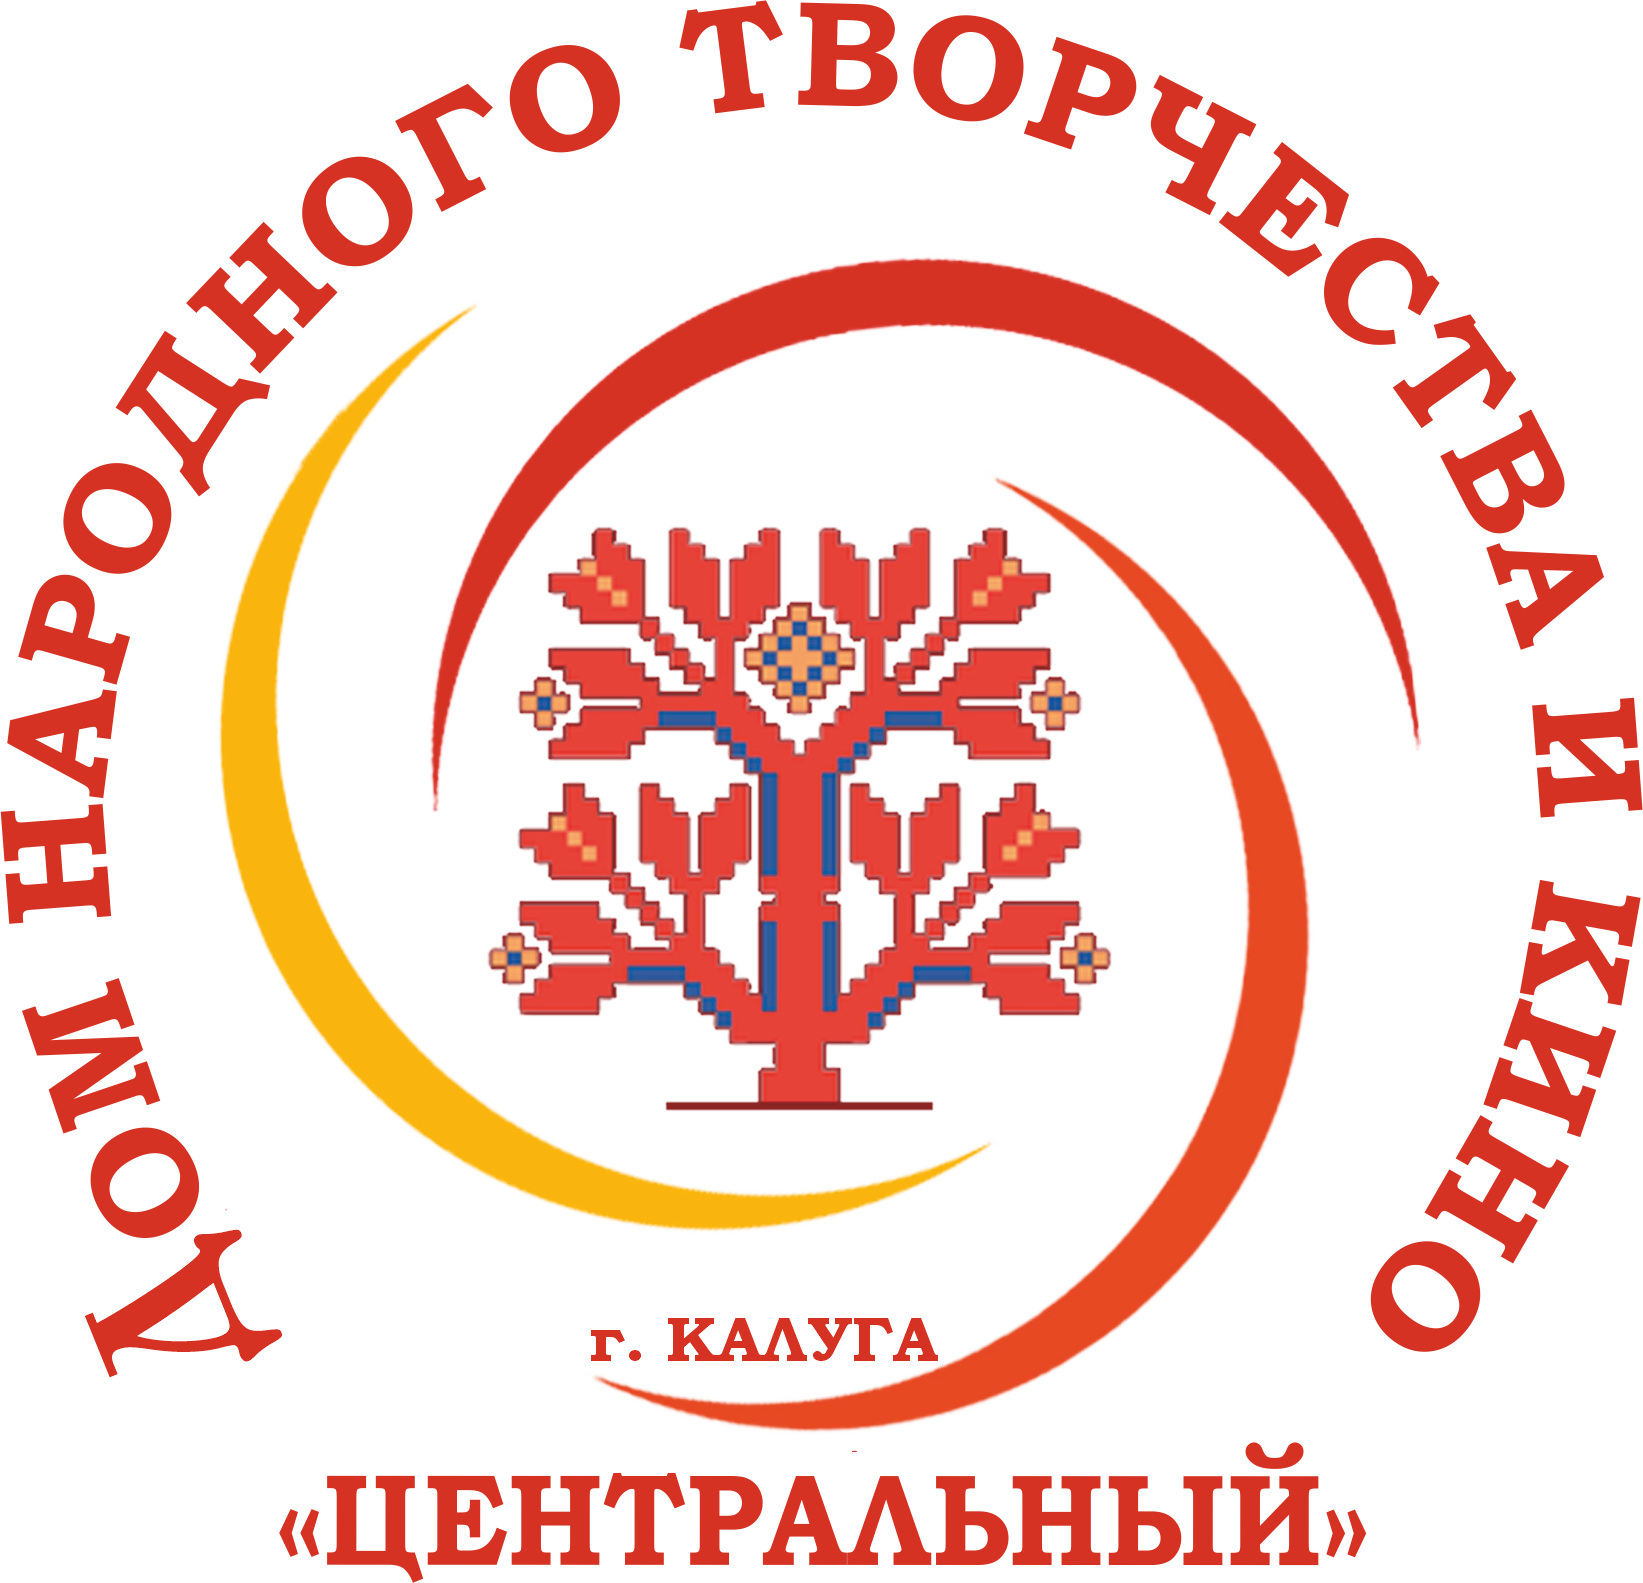 ДОМ НАРОДНОГО ТВОРЧЕСТВА И КИНО
г. КАЛУГА
«ЦЕНТРАЛЬНЫЙ»